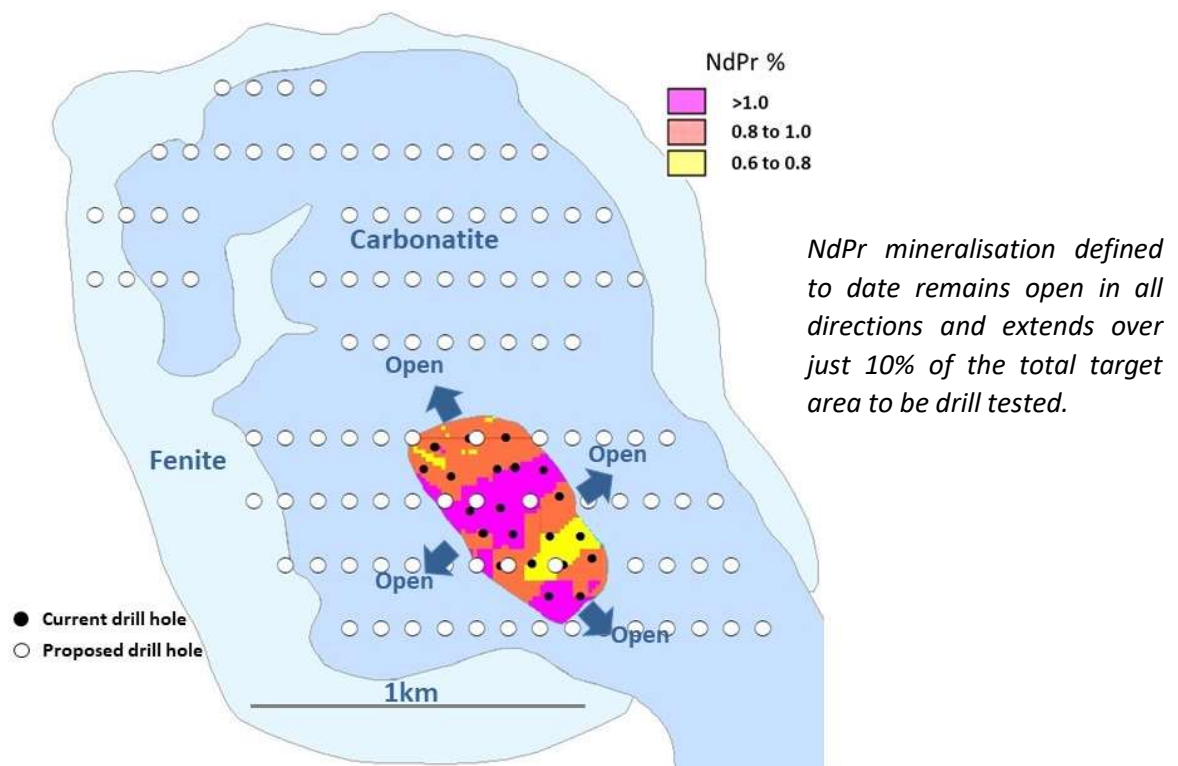 NdPr %
>1.0
0.8 to 1.0
0.6 to 0.8
Carbonatite
NdPr mineralisation defined
to date remains open in all
directions and extends over
just 10% of the total target
area to be drill tested.
Open
Fenite
Open
Open
Current drill hole
Open
Proposed drill hole
1km